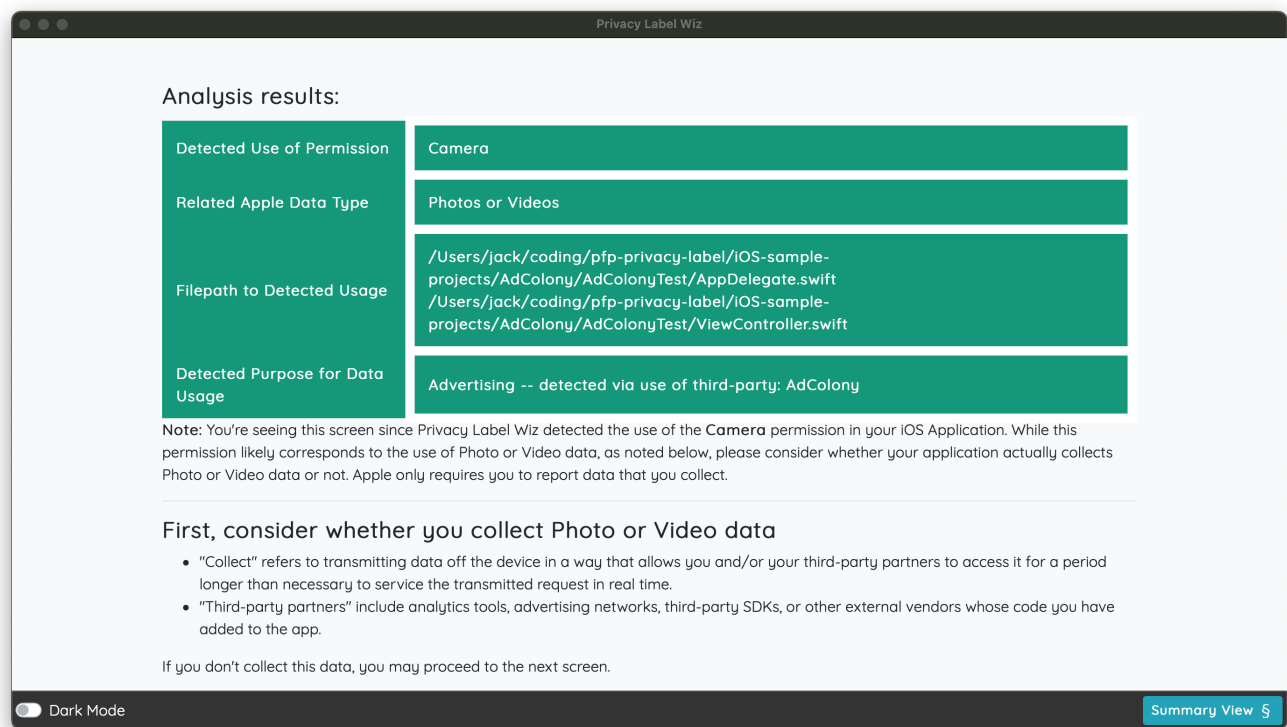 Privacy Label Wiz
Analysis results:
Detected Use of Permission
Camera
Related Apple Data Type
Photos or Videos
Filepath to Detected Usage
/Users/jack/coding/pfp-privacy-label/iOS-sample-
projects/AdColony/AdColonyTest/AppDelegate.swift
/Users/jack/coding/pfp-privacy-label/iOS-sample-
projects/AdColony/AdColonyTest/ViewController.swift
Detected Purpose for Data
Usage
Advertising -- detected via use of third-party: AdColony
Note: You're seeing this screen since Privacy Label Wiz detected the use of the Camera permission in your iOS Application. While this
permission likely corresponds to the use of Photo or Video data, as noted below, please consider whether your application actually collects
Photo or Video data or not. Apple only requires you to report data that you collect.
First, consider whether you collect Photo or Video data
• "Collect" refers to transmitting data off the device in a way that allows you and/or your third-party partners to access it for a period
longer than necessary to service the transmitted request in real time.
• "Third-party partners" include analytics tools, advertising networks, third-party SDKs, or other external vendors whose code you have
added to the app.
If you don't collect this data, you may proceed to the next screen.
Dark Mode
Summary View §